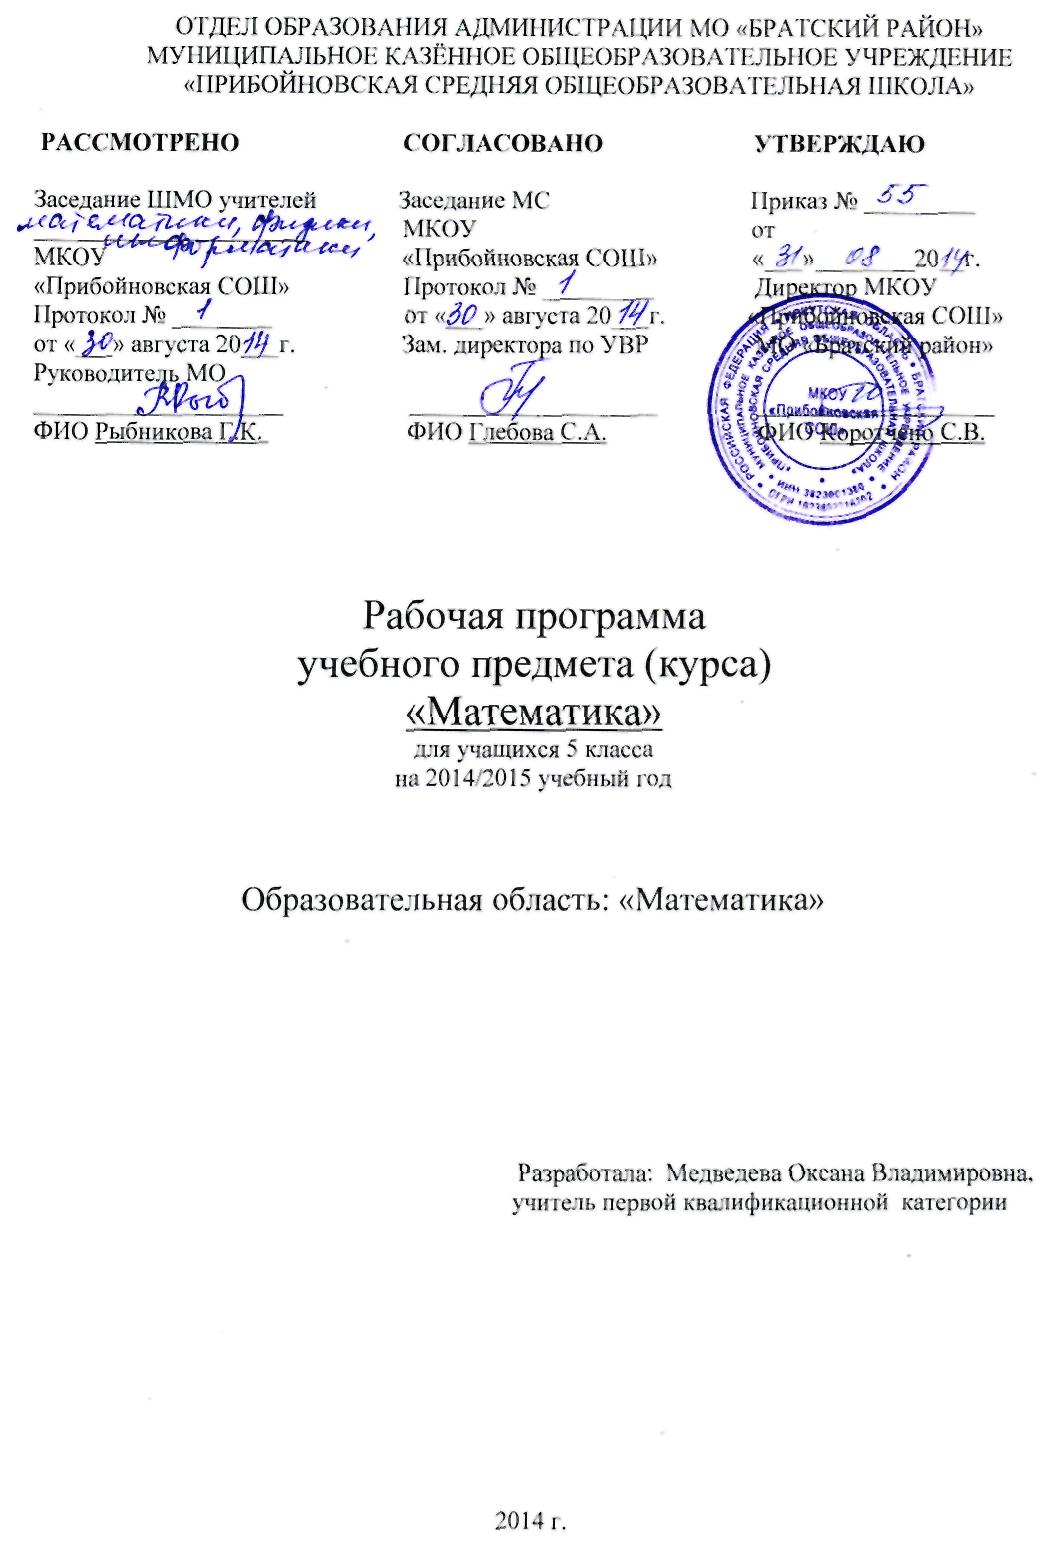 ОТДЕЛ ОБРАЗОВАНИЯ АДМИНИСТРАЦИИ МО «БРАТСКИЙ РАЙОН»
МУНИЦИПАЛЬНОЕ КАЗЁННОЕ ОБЩЕОБРАЗОВАТЕЛЬНОЕ УЧРЕЖДЕНИЕ
«ПРИБОЙНОВСКАЯ СРЕДНЯЯ ОБЩЕОБРАЗОВАТЕЛЬНАЯ ШКОЛА»
РАССМОТРЕНО
Заседание ШМО учителей
математики, физики,
информатики
МКОУ
«Прибойновская СОШ»
Протокол № 1
от «30» августа 2014 г.
Руководитель МО
ФИО Рыбникова Г.К.
СОГЛАСОВАНО
Заседание МС
МКОУ
«Прибойновская СОШ»
Протокол № 1
от «30» августа 2014 г.
Зам. директора по УВР
ФИО Глебова С.А.
УТВЕРЖДАЮ
Приказ № 55
от
«31» 08 2014 г.
Директор МКОУ
«Прибойновская СОШ»
МО «Братский район»
ФИО Коротченко С.В.
РОССИЙСКАЯ ФЕДЕРАЦИЯ
МКОУ
«Прибойновская
СОШ»
Рабочая программа
учебного предмета (курса)
«Математика»
для учащихся 5 класса
на 2014/2015 учебный год
Образовательная область: «Математика»
Разработала: Медведева Оксана Владимировна,
учитель первой квалификационной категории
2014 г.